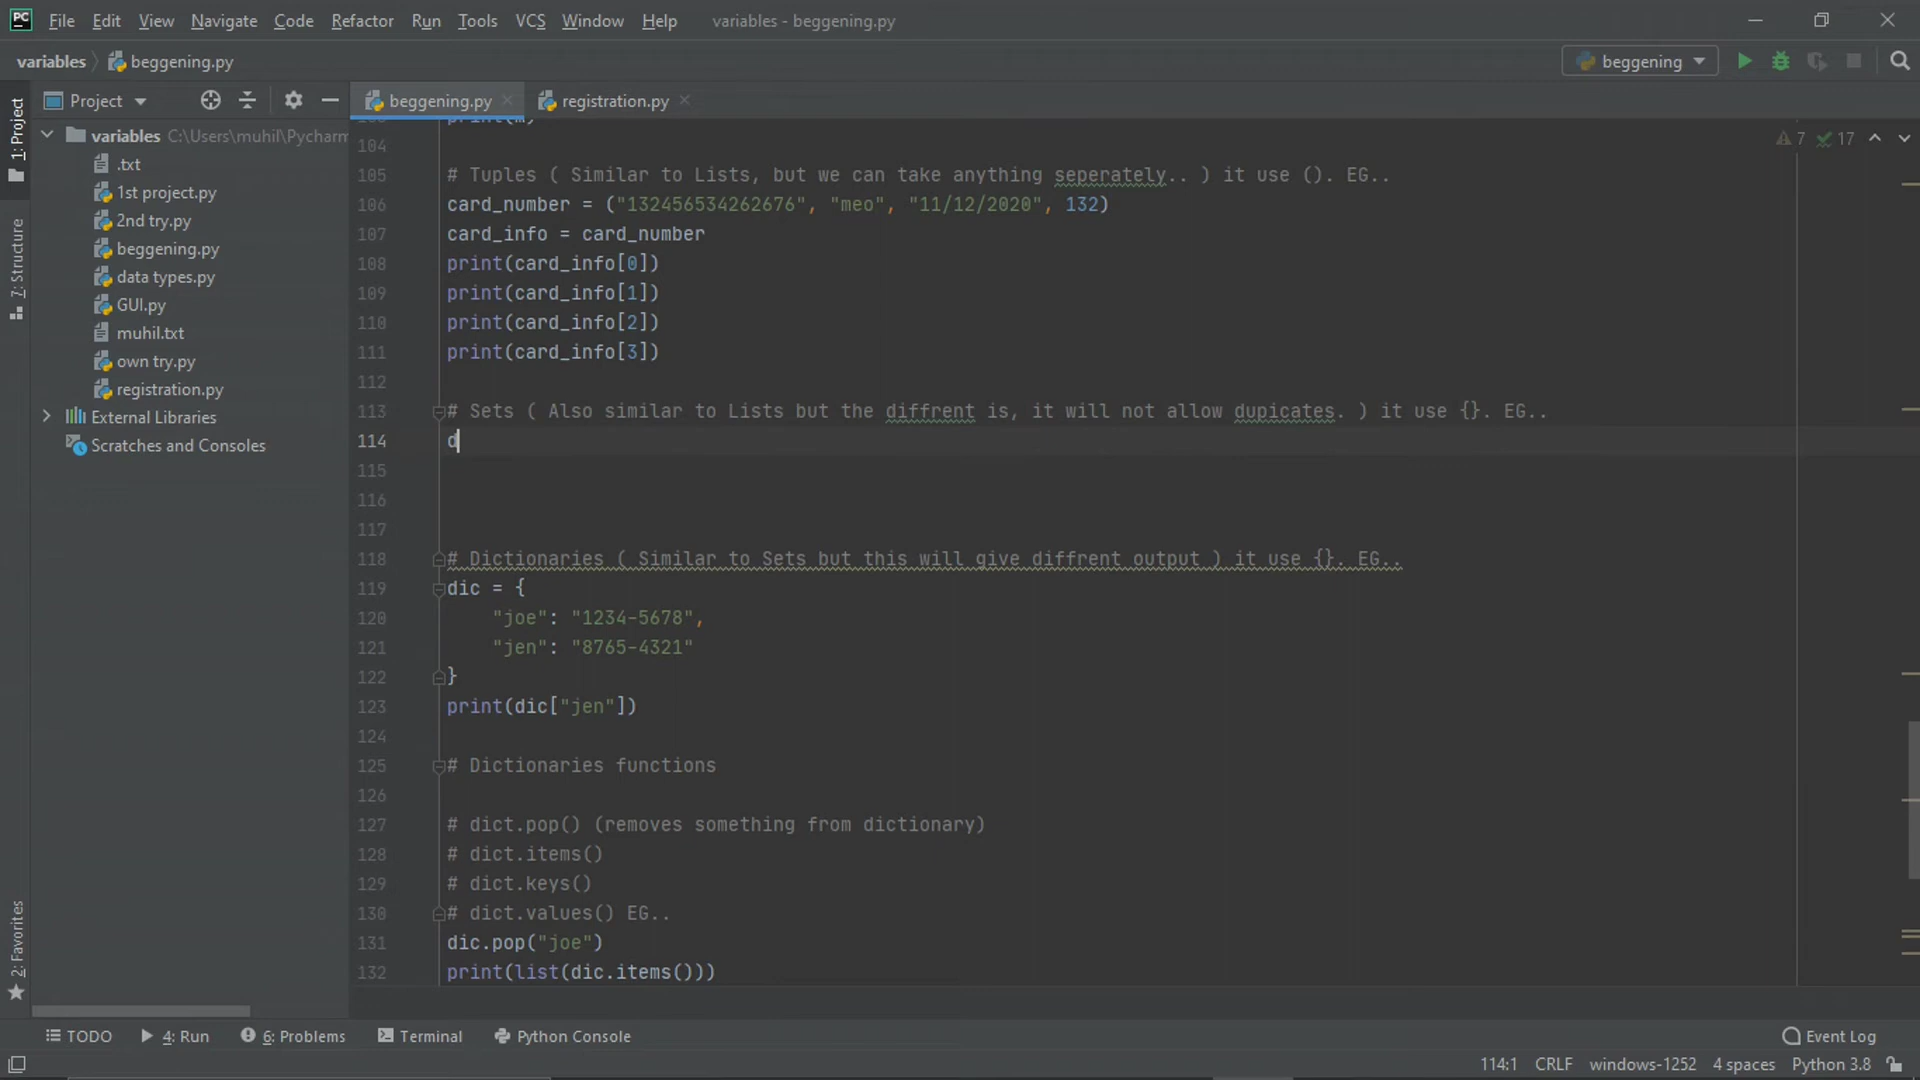 PC File Edit View Navigate Code Refactor Run Tools VCS Window Help variables - beggening.py
variables beggening.py
beggening
1: Project
Project
beggening.py
registration.py
7: Structure
2: Favorites
variables C:\Users\muhil\Pycharm
.txt
1st project.py
2nd try.py
beggening.py
data types.py
GUI.py
muhil.txt
own try.py
registration.py
External Libraries
Scratches and Consoles
7 17
104
105 # Tuples ( Similar to Lists, but we can take anything seperately.. ) it use (). EG..
106 card_number = ("132456534262676", "meo", "11/12/2020", 132)
107 card_info = card_number
108 print(card_info[0])
109 print(card_info[1])
110 print(card_info[2])
111 print(card_info[3])
112
113 # Sets ( Also similar to Lists but the diffrent is, it will not allow dupicates. ) it use {}. EG..
114 d
115
116
117
118 # Dictionaries ( Similar to Sets but this will give diffrent output ) it use {}. EG..
119 dic = {
120 "joe": "1234-5678",
121 "jen": "8765-4321"
122 }
123 print(dic["jen"])
124
125 # Dictionaries functions
126
127 # dict.pop() (removes something from dictionary)
128 # dict.items()
129 # dict.keys()
130 # dict.values() EG..
131 dic.pop("joe")
132 print(list(dic.items()))
TODO 4: Run 6: Problems Terminal Python Console Event Log
114:1 CRLF windows-1252 4 spaces Python 3.8